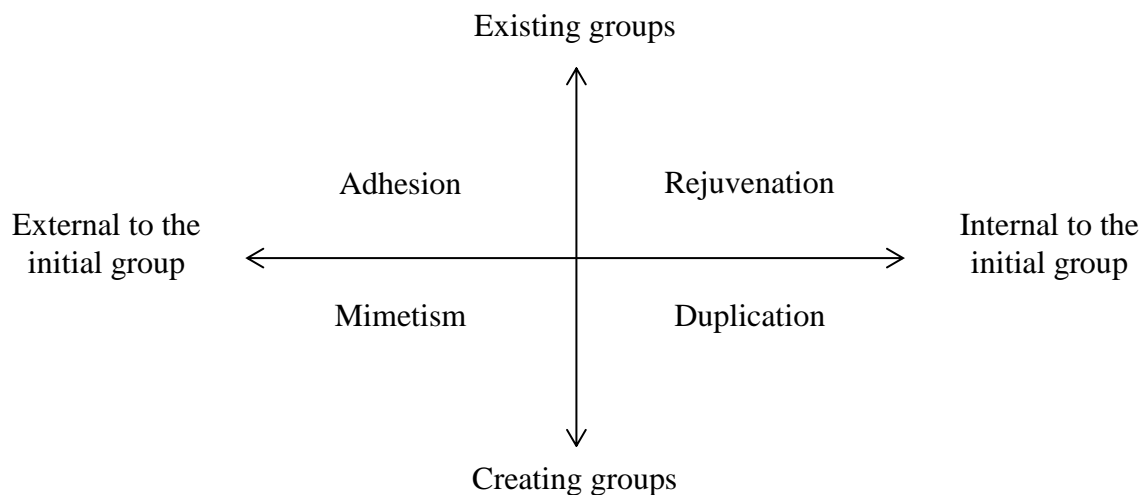 Existing groups
Adhesion
Rejuvenation
External to the
initial group
Internal to the
initial group
Mimetism
Duplication
Creating groups